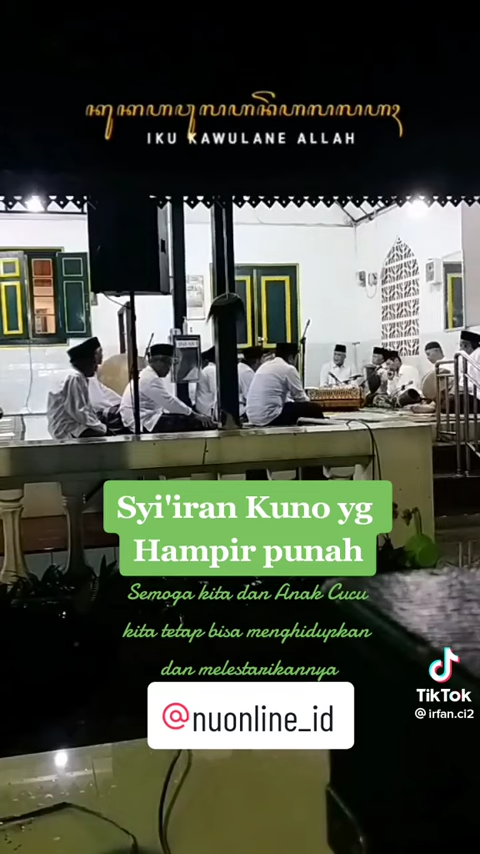 IKU KAWULANE ALLAH
Syi'iran Kuno yg
Hampir punah
Semoga kita dan Anak Cucu
kita tetap bisa menghidupkan
dan melestarikannya
@nuonline_id
TikTok
@irfan.ci2